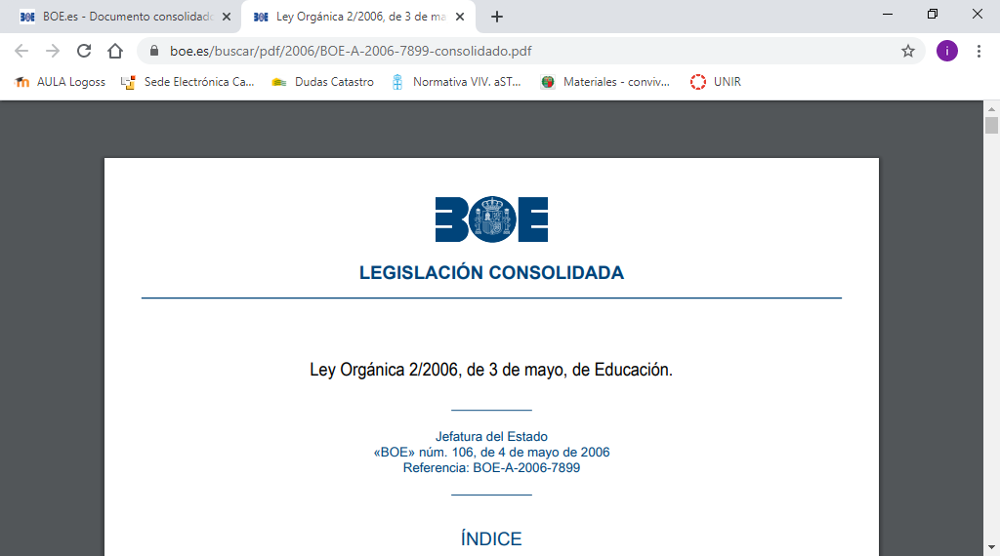 BOE.es - Documento consolidado
Ley Orgánica 2/2006, de 3 de ma
boe.es/buscar/pdf/2006/BOE-A-2006-7899-consolidado.pdf
i
AULA Logoss
Sede Electrónica Ca...
Dudas Catastro
Normativa VIV. aST...
Materiales - conviv...
UNIR
BOE
LEGISLACIÓN CONSOLIDADA
Ley Orgánica 2/2006, de 3 de mayo, de Educación.
Jefatura del Estado
«BOE» núm. 106, de 4 de mayo de 2006
Referencia: BOE-A-2006-7899
ÍNDICE